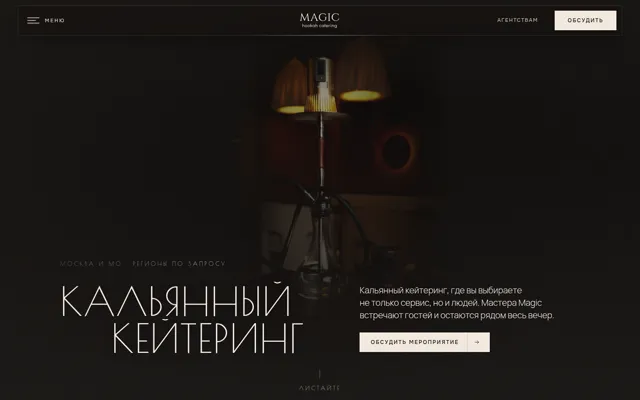 МЕНЮ
MAGIC
hookah catering
АГЕНТСТВАМ
ОБСУДИТЬ
МОСКВА И МО РЕГИОНЫ ПО ЗАПРОСУ
КАЛЬЯННЫЙ
КЕЙТЕРИНГ
Кальянный кейтеринг, где вы выбираете
не только сервис, но и людей. Мастера Magic
встречают гостей и остаются рядом весь вечер.
ОБСУДИТЬ МЕРОПРИЯТИЕ →
ЛИСТАЙТЕ